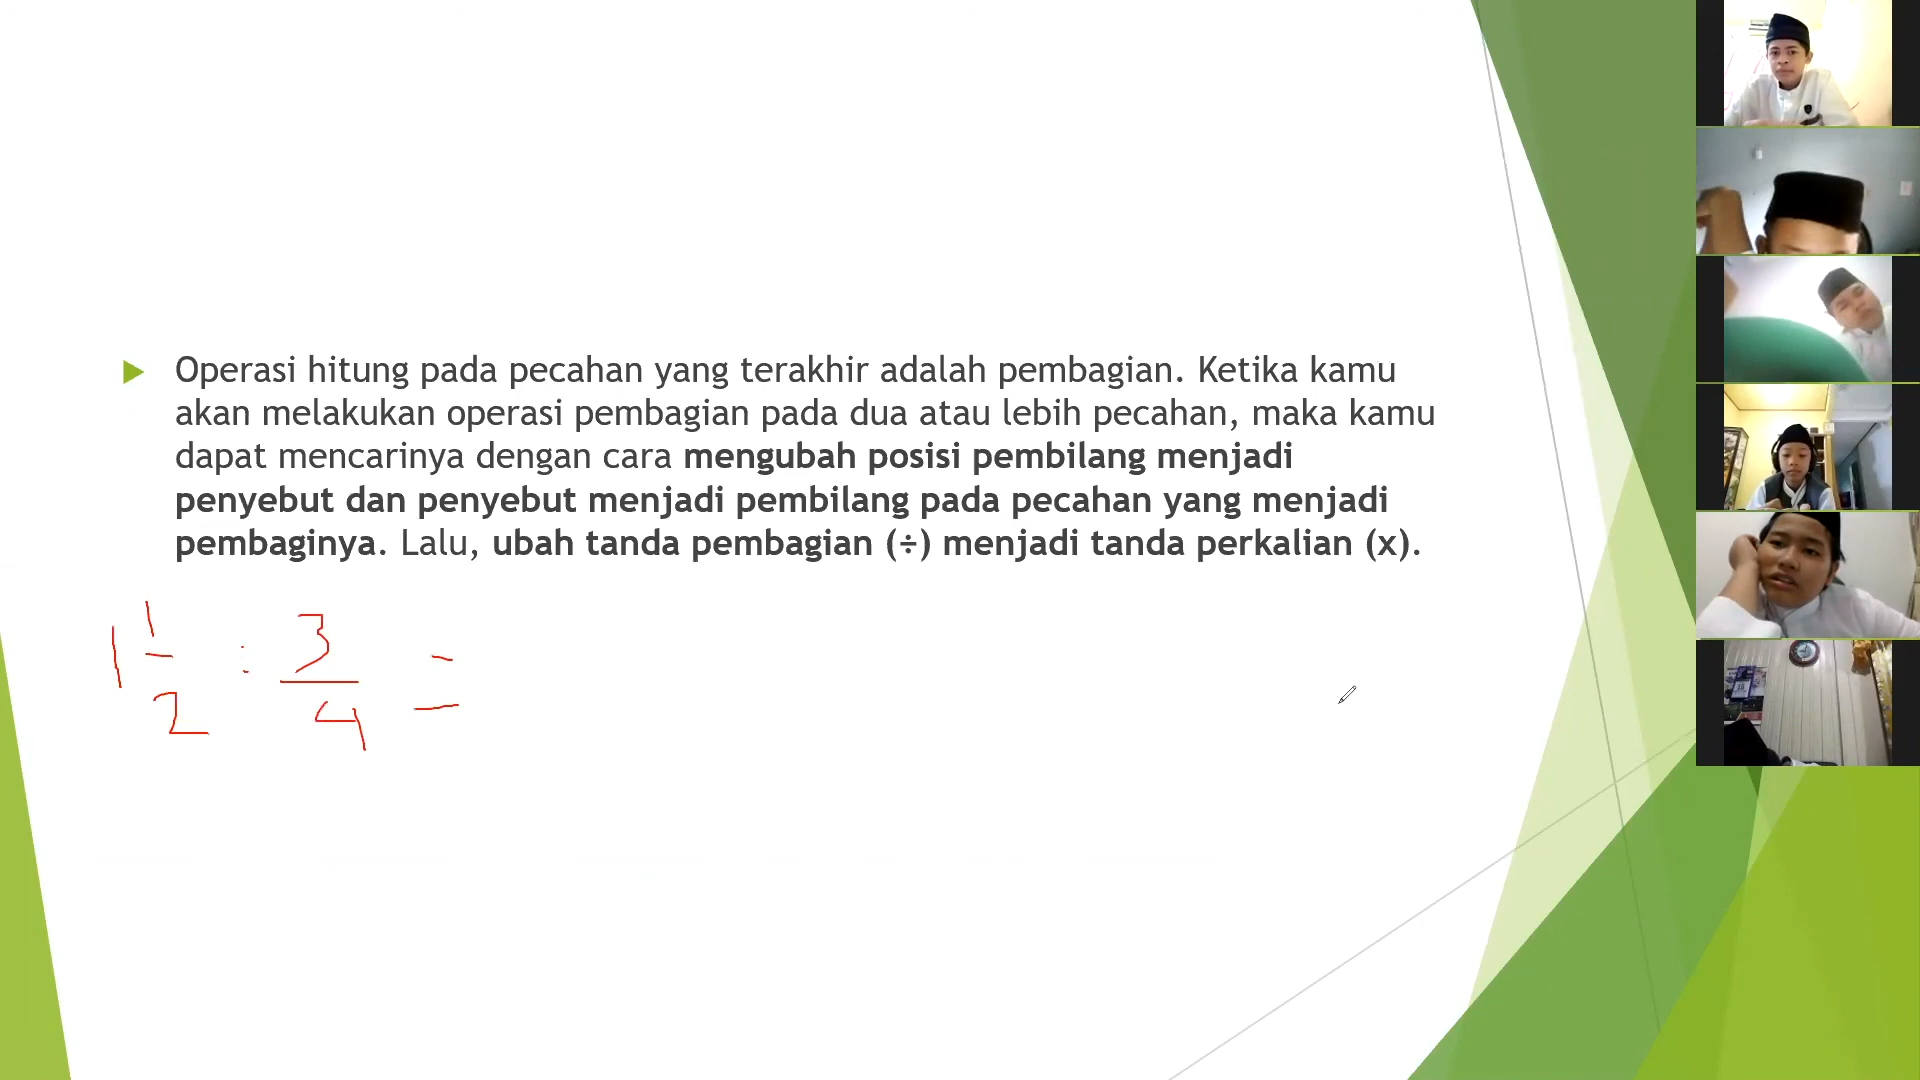 Operasi hitung pada pecahan yang terakhir adalah pembagian. Ketika kamu
akan melakukan operasi pembagian pada dua atau lebih pecahan, maka kamu
dapat mencarinya dengan cara mengubah posisi pembilang menjadi
penyebut dan penyebut menjadi pembilang pada pecahan yang menjadi
pembaginya. Lalu, ubah tanda pembagian (÷) menjadi tanda perkalian (x).
1 1/2 : 3/4 =